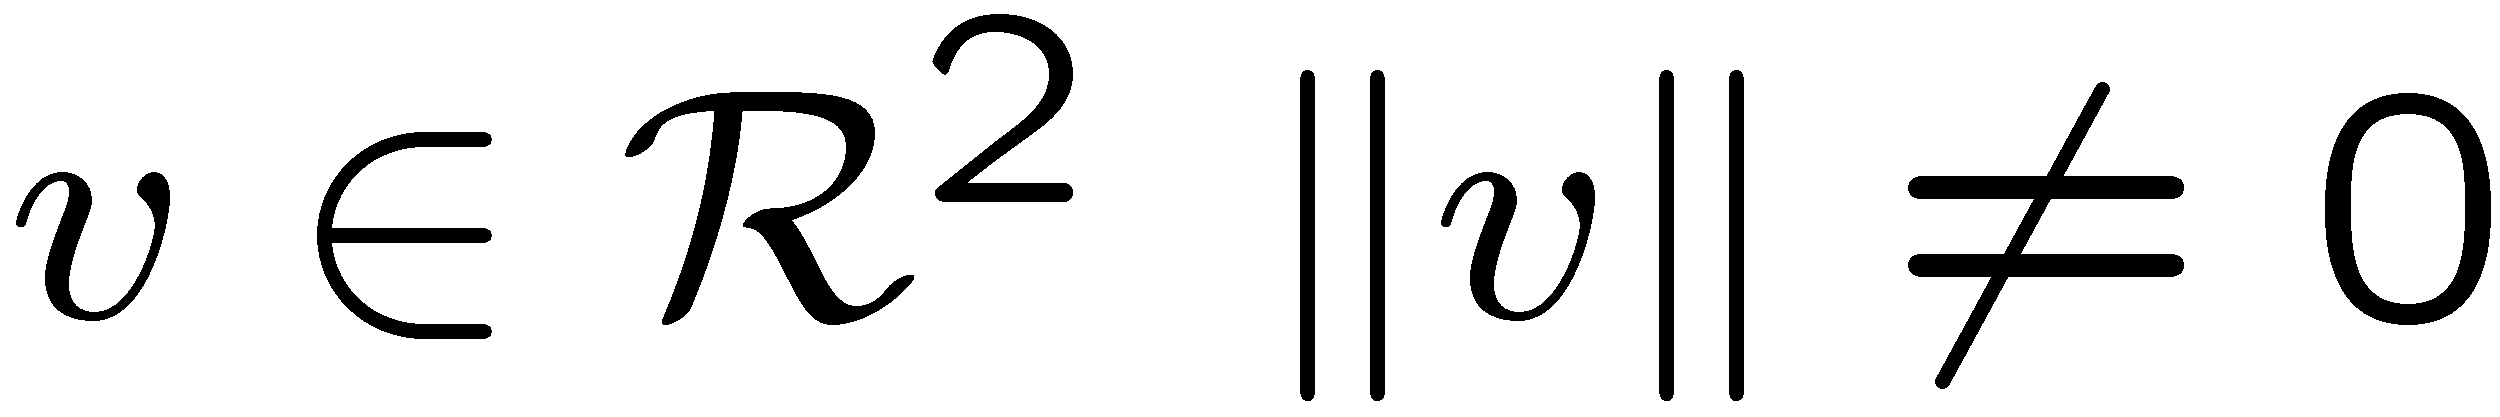 v ∈ ℛ² ‖v‖ ≠ 0